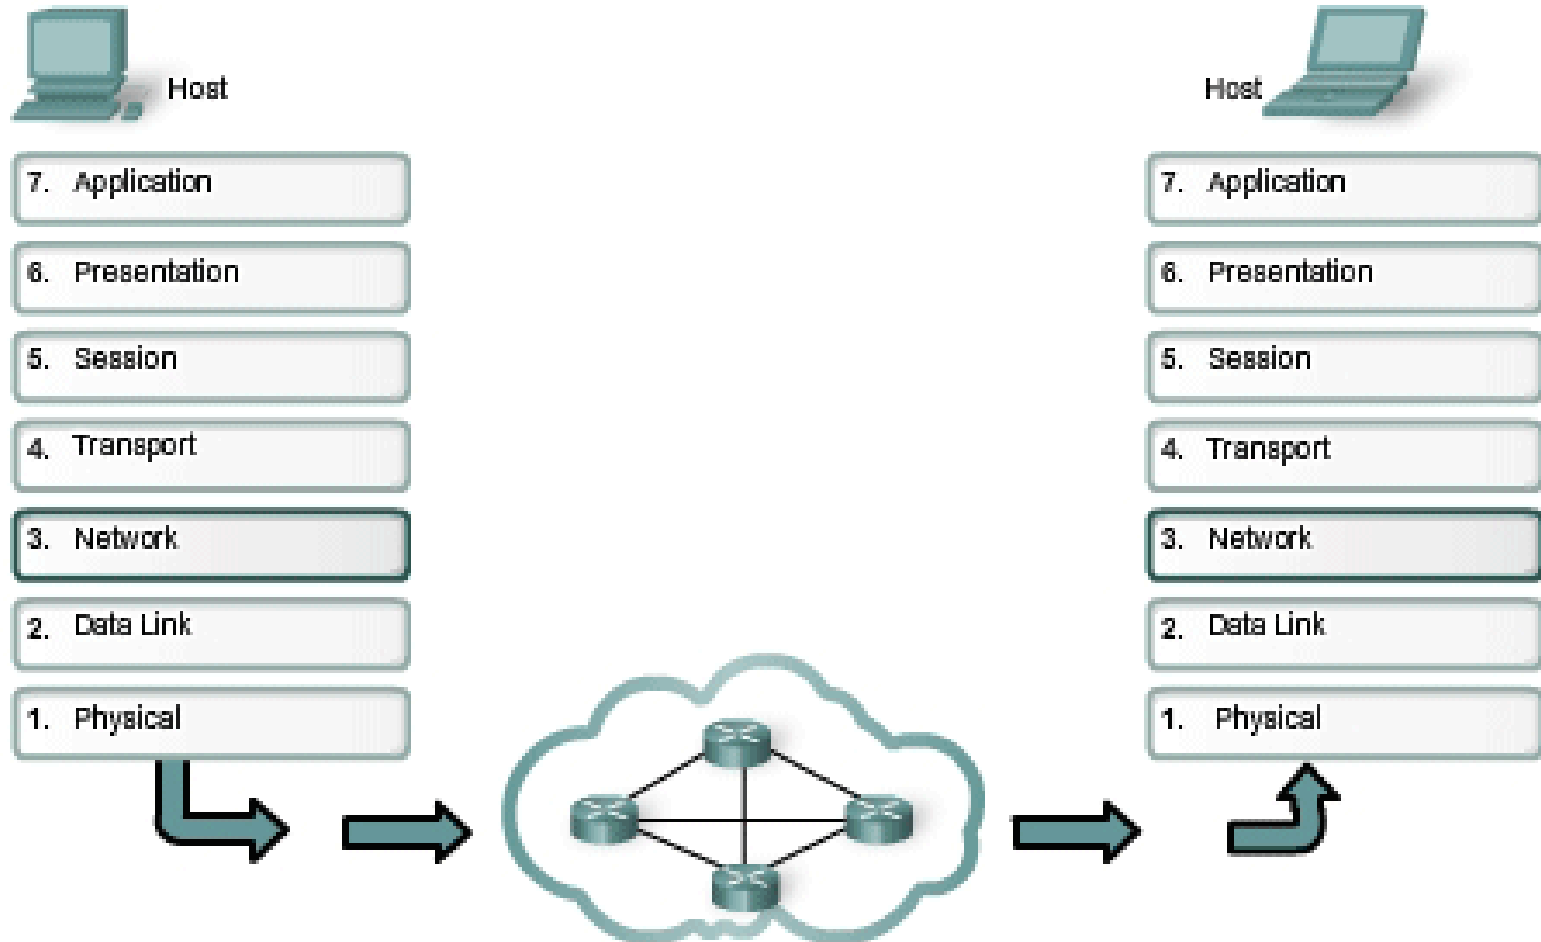 Host
7. Application
6. Presentation
5. Session
4. Transport
3. Network
2. Data Link
1. Physical
Host
7. Application
6. Presentation
5. Session
4. Transport
3. Network
2. Data Link
1. Physical